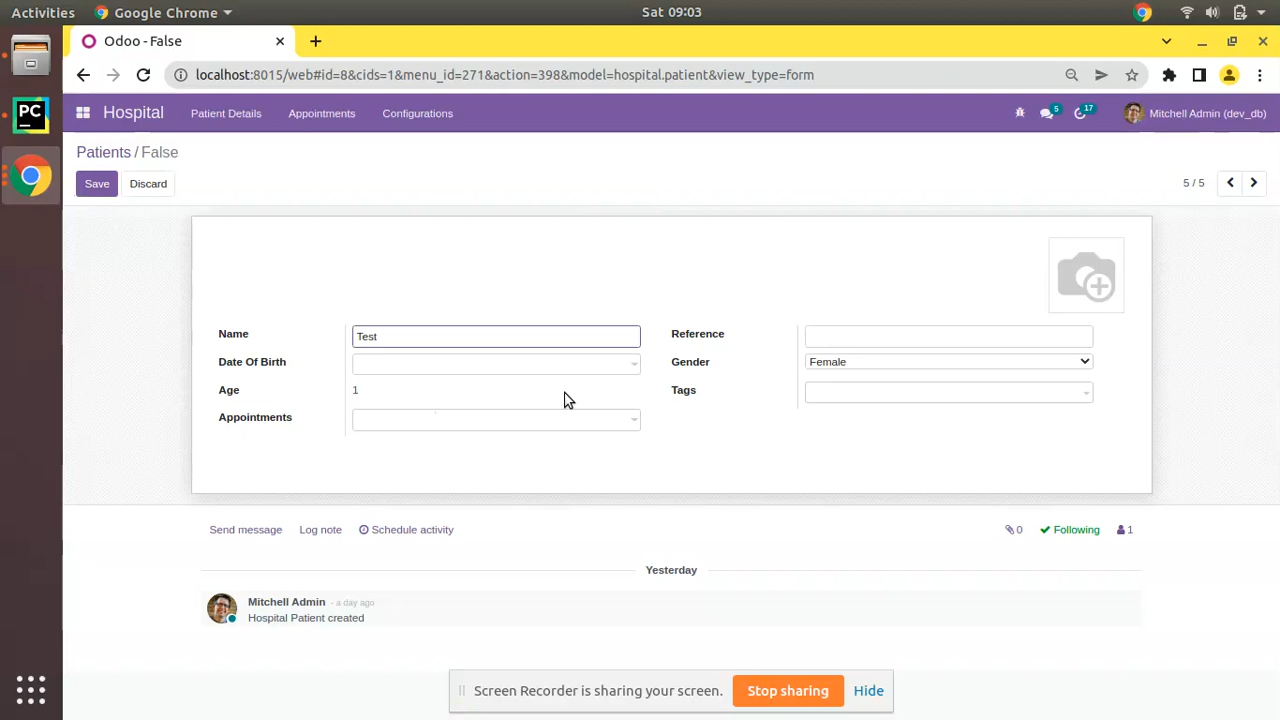 Activities Google Chrome Sat 09:03
Odoo - False
localhost:8015/web#id=8&cids=1&menu_id=271&action=398&model=hospital.patient&view_type=form
PC
Hospital Patient Details Appointments Configurations 5 17 Mitchell Admin (dev_db)
Patients / False
Save Discard 5 / 5
Name Test Reference
Date Of Birth Gender Female
Age 1 Tags
Appointments
Send message Log note Schedule activity 0 Following 1
Yesterday
Mitchell Admin - a day ago
Hospital Patient created
Screen Recorder is sharing your screen. Stop sharing Hide